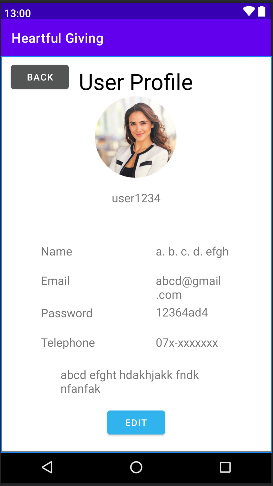 13:00
Heartful Giving
BACK
User Profile
user1234
Name a. b. c. d. efgh
Email abcd@gmail
.com
Password 12364ad4
Telephone 07x-xxxxxxx
abcd efght hdakhjakk fndk
nfanfak
EDIT